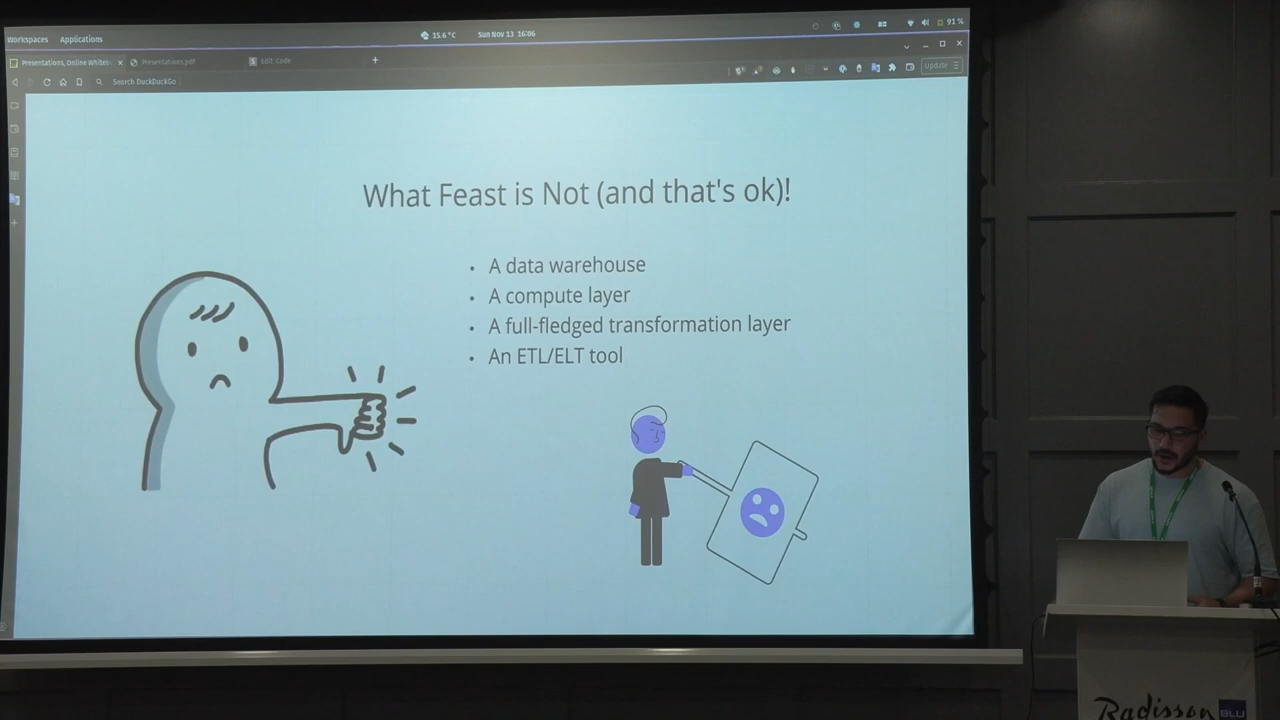 Workspaces Applications 15.6 °C Sun Nov 13 16:06 91 %
Presentations, Online Whiteb Presentations.pdf Edit Code
Search DuckDuckGo Update
What Feast is Not (and that's ok)!
• A data warehouse
• A compute layer
• A full-fledged transformation layer
• An ETL/ELT tool
Radisson BLU